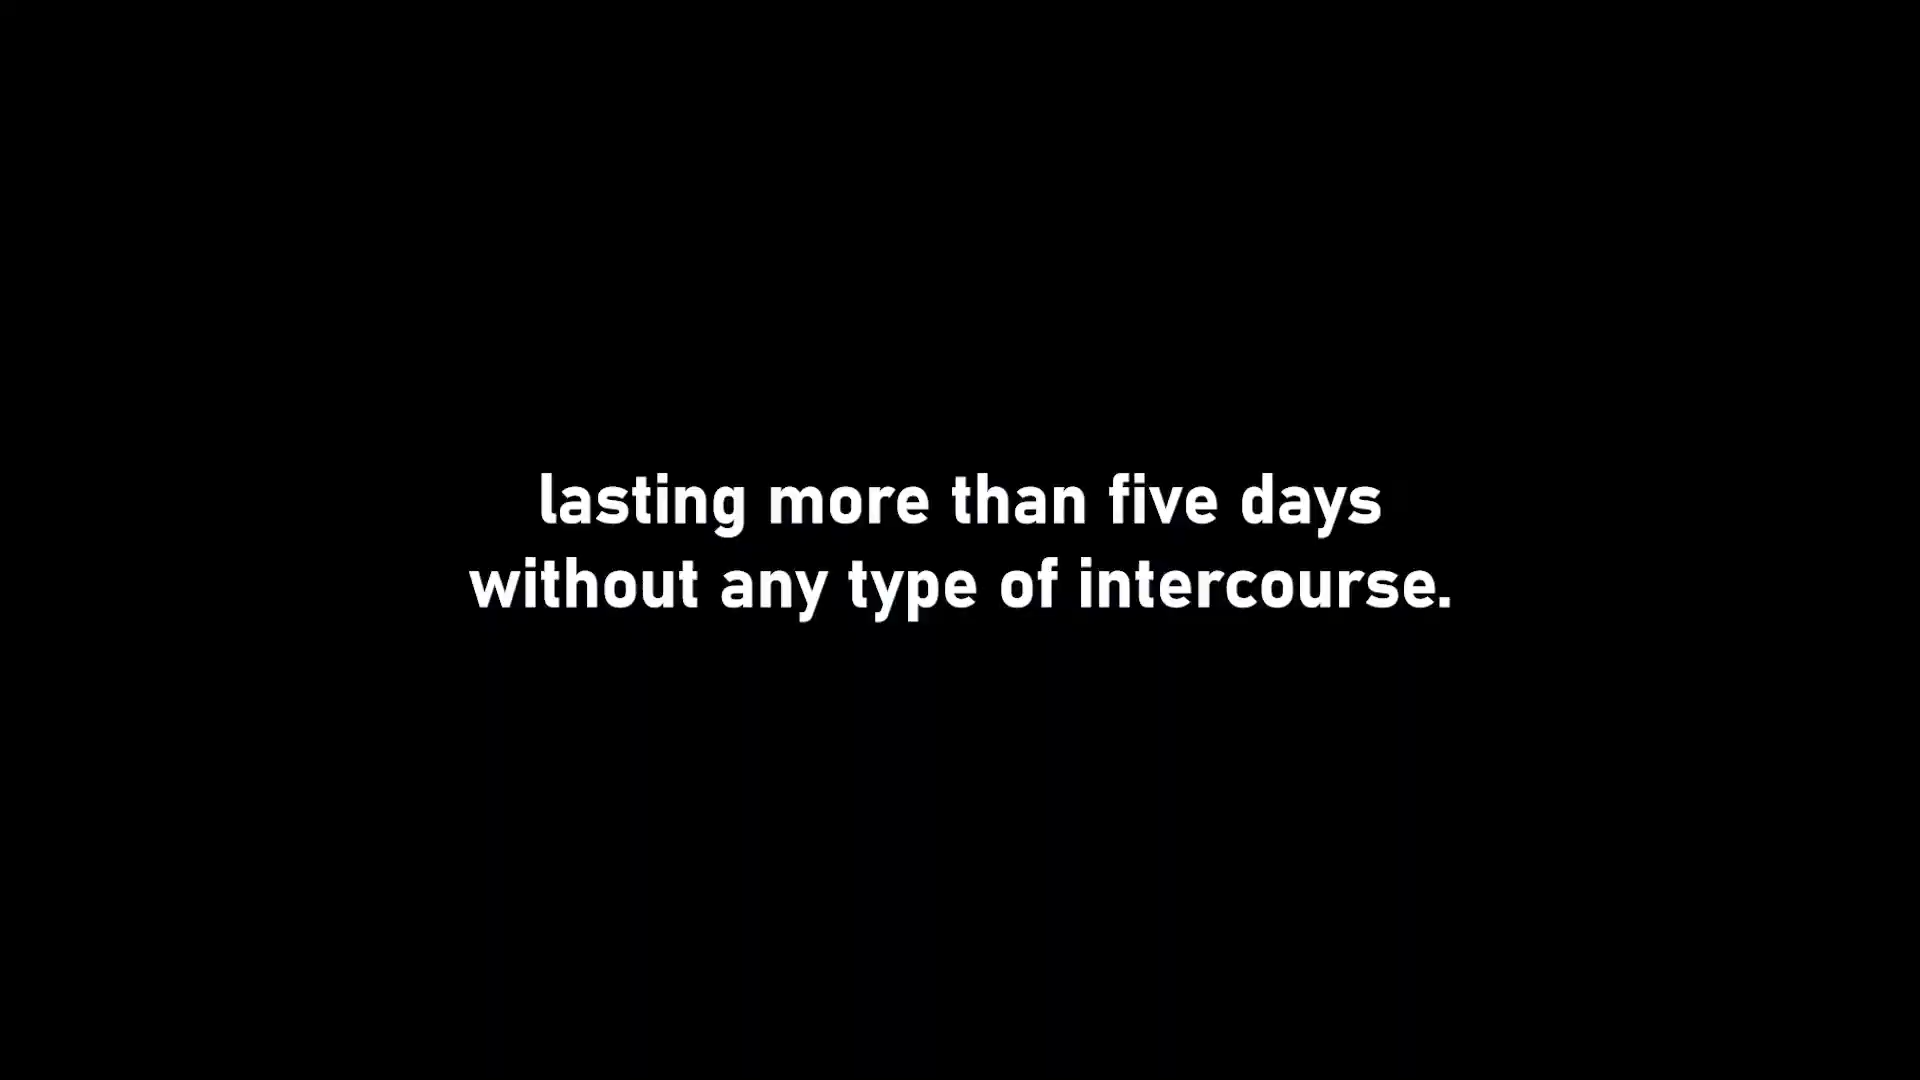 lasting more than five days
without any type of intercourse.